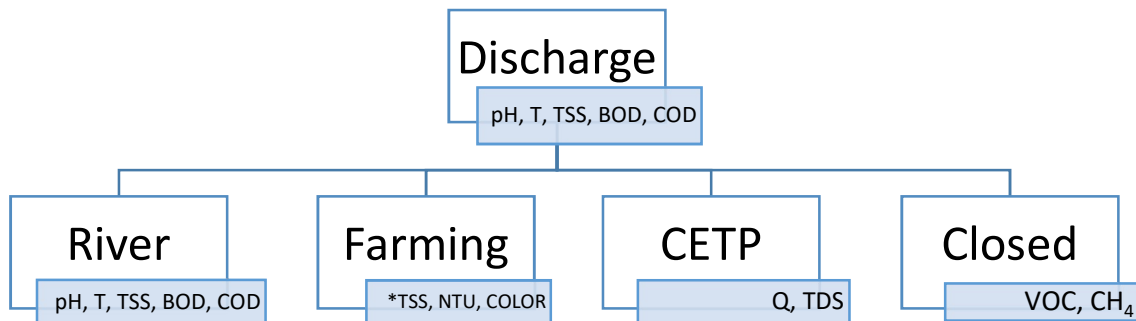 Discharge
pH, T, TSS, BOD, COD
River
pH, T, TSS, BOD, COD
Farming
*TSS, NTU, COLOR
CETP
Q, TDS
Closed
VOC, CH₄